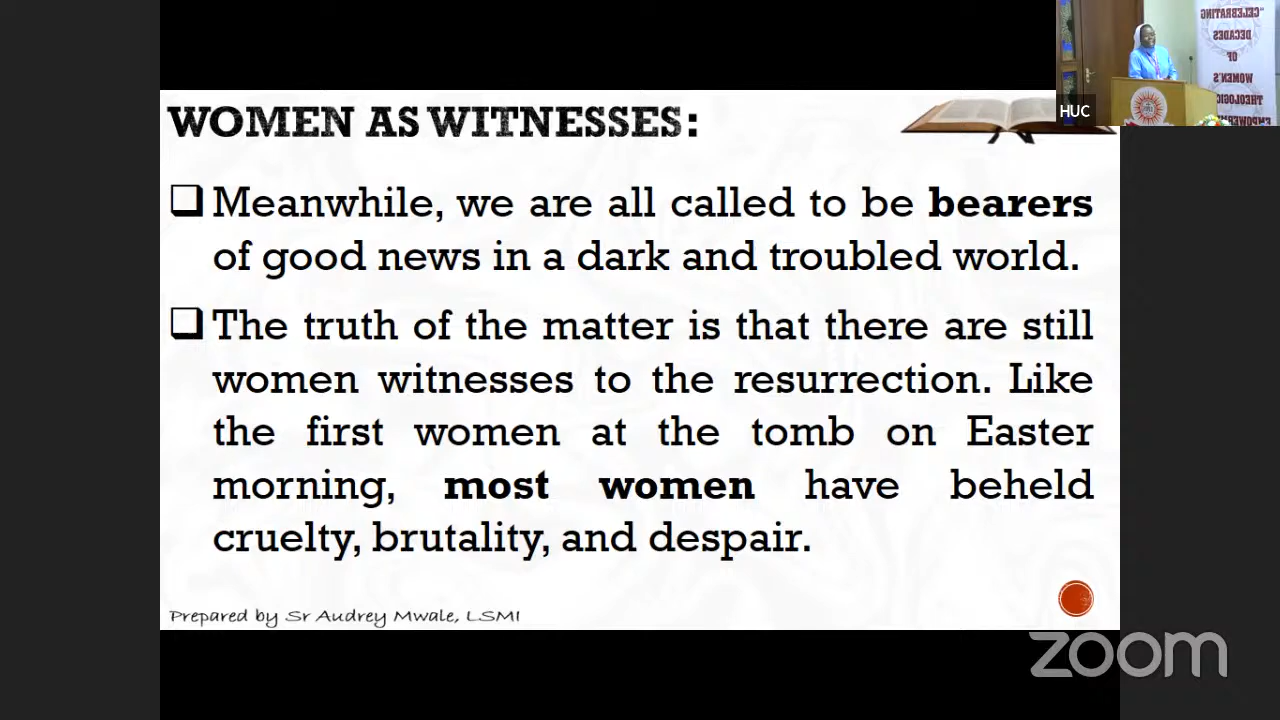 WOMEN AS WITNESSES:
Meanwhile, we are all called to be bearers
of good news in a dark and troubled world.
The truth of the matter is that there are still
women witnesses to the resurrection. Like
the first women at the tomb on Easter
morning, most women have beheld
cruelty, brutality, and despair.
Prepared by Sr Audrey Mwale, LSMI
HUC
"CELEBRATING
DECADES
OF
WOMEN'S
zoom